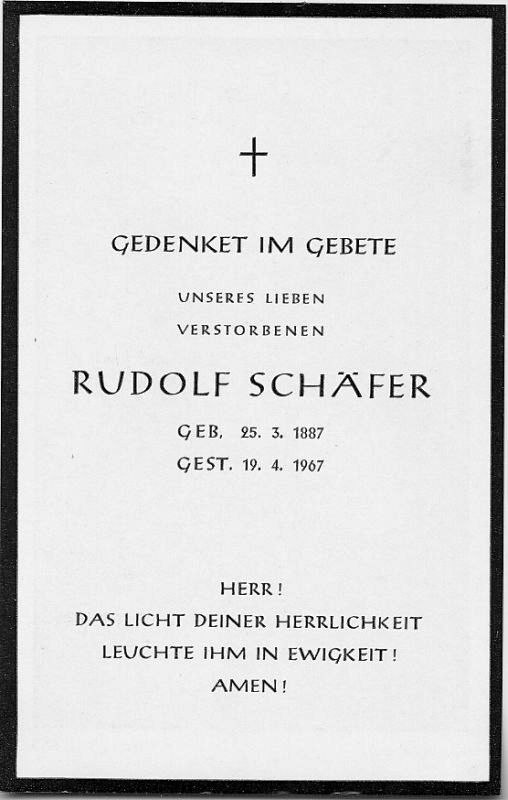 GEDENKET IM GEBETE
UNSERES LIEBEN
VERSTORBENEN
RUDOLF SCHÄFER
GEB. 25. 3. 1887
GEST. 19. 4. 1967
HERR!
DAS LICHT DEINER HERRLICHKEIT
LEUCHTE IHM IN EWIGKEIT!
AMEN!